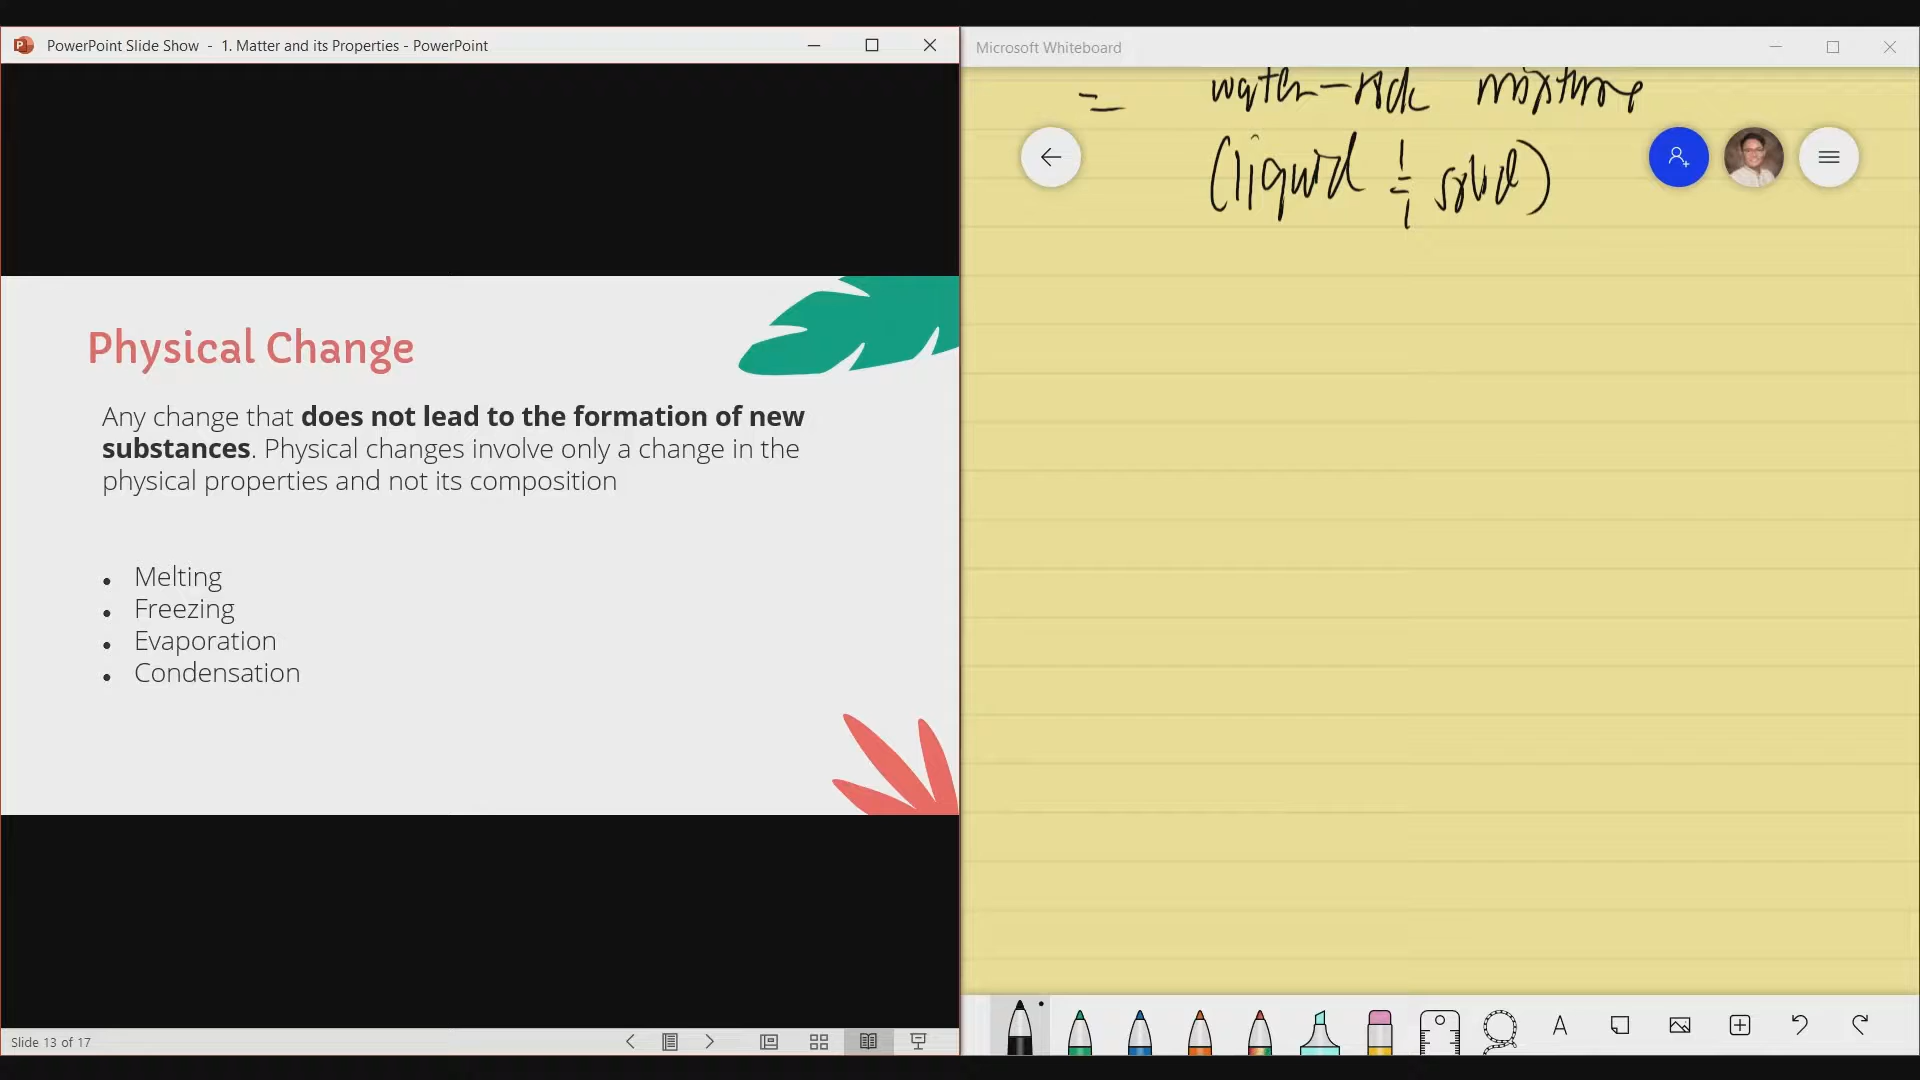 PowerPoint Slide Show - 1. Matter and its Properties - PowerPoint
Physical Change
Any change that does not lead to the formation of new
substances. Physical changes involve only a change in the
physical properties and not its composition
• Melting
• Freezing
• Evaporation
• Condensation
Slide 13 of 17
Microsoft Whiteboard
= water-rock mixture
(liquid ÷ solid)
A